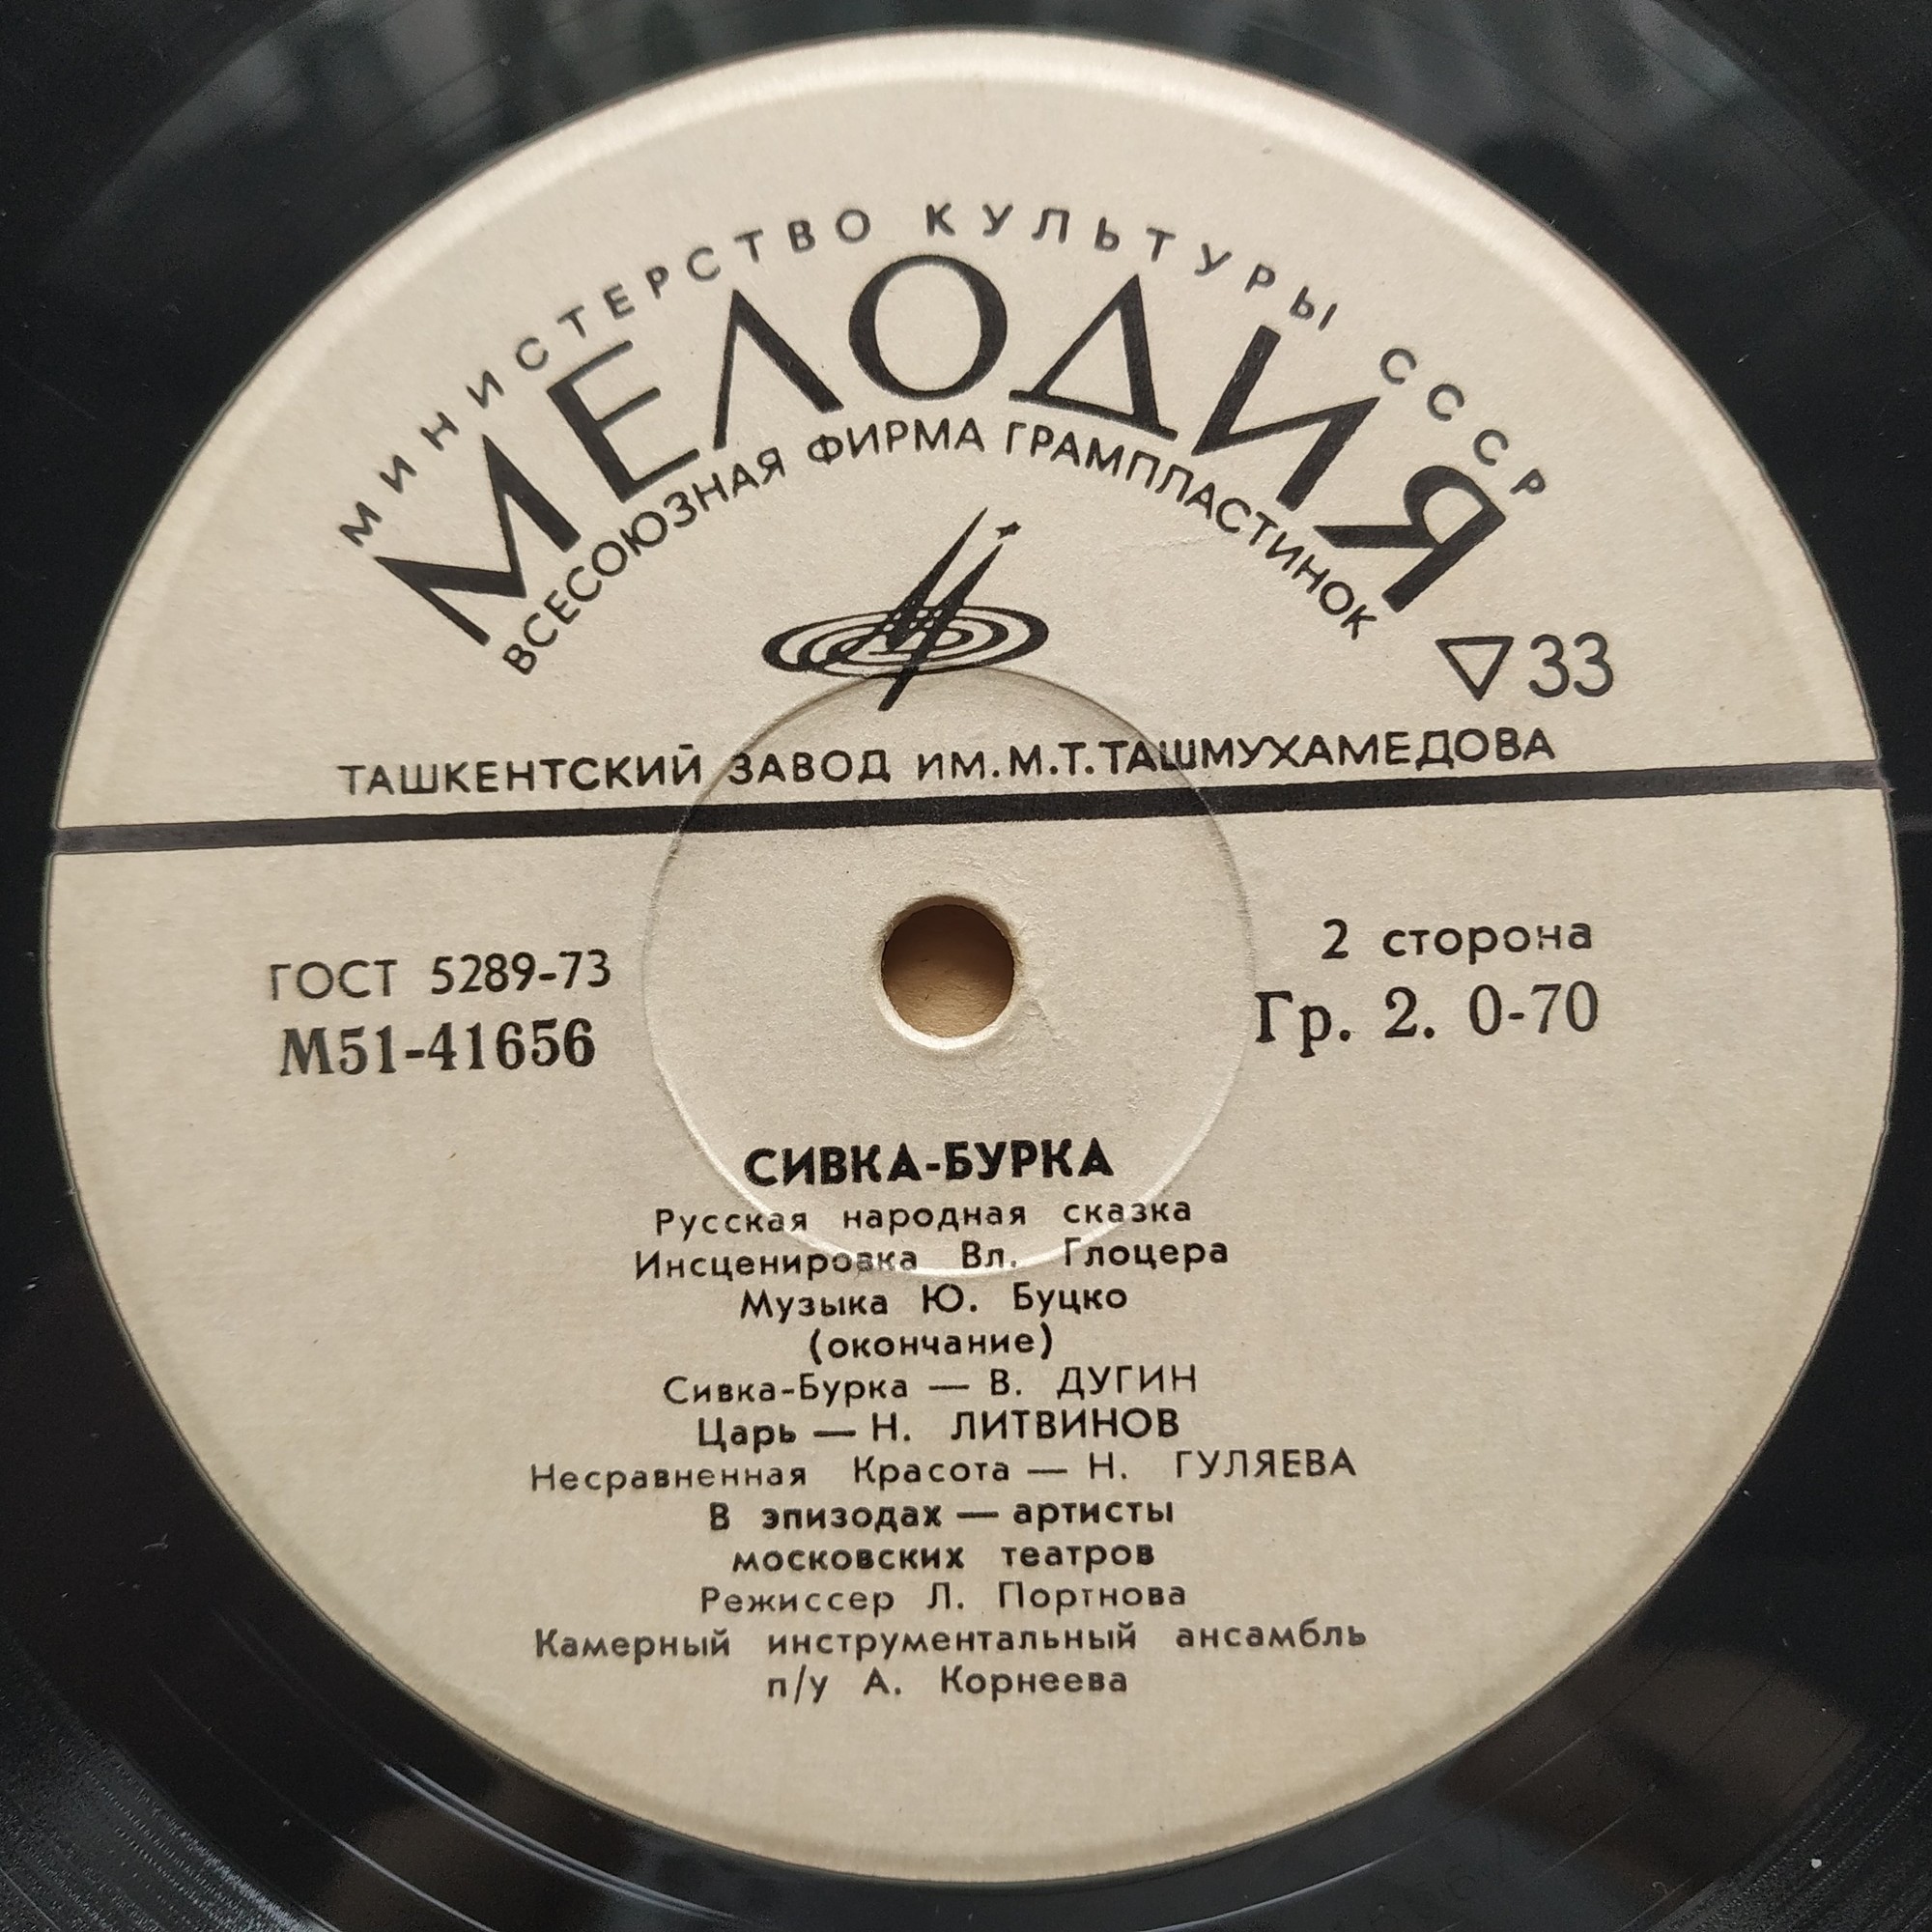 МИНИСТЕРСТВО КУЛЬТУРЫ СССР
МЕЛОДИЯ
ВСЕСОЮЗНАЯ ФИРМА ГРАМПЛАСТИНОК
▽33
ТАШКЕНТСКИЙ ЗАВОД ИМ.М.Т.ТАШМУХАМЕДОВА
ГОСТ 5289-73
М51-41656
2 сторона
Гр. 2. 0-70
СИВКА-БУРКА
Русская народная сказка
Инсценировка Вл. Глоцера
Музыка Ю. Буцко
(окончание)
Сивка-Бурка — В. ДУГИН
Царь — Н. ЛИТВИНОВ
Несравненная Красота — Н. ГУЛЯЕВА
В эпизодах — артисты
московских театров
Режиссер Л. Портнова
Камерный инструментальный ансамбль
п/у А. Корнеева